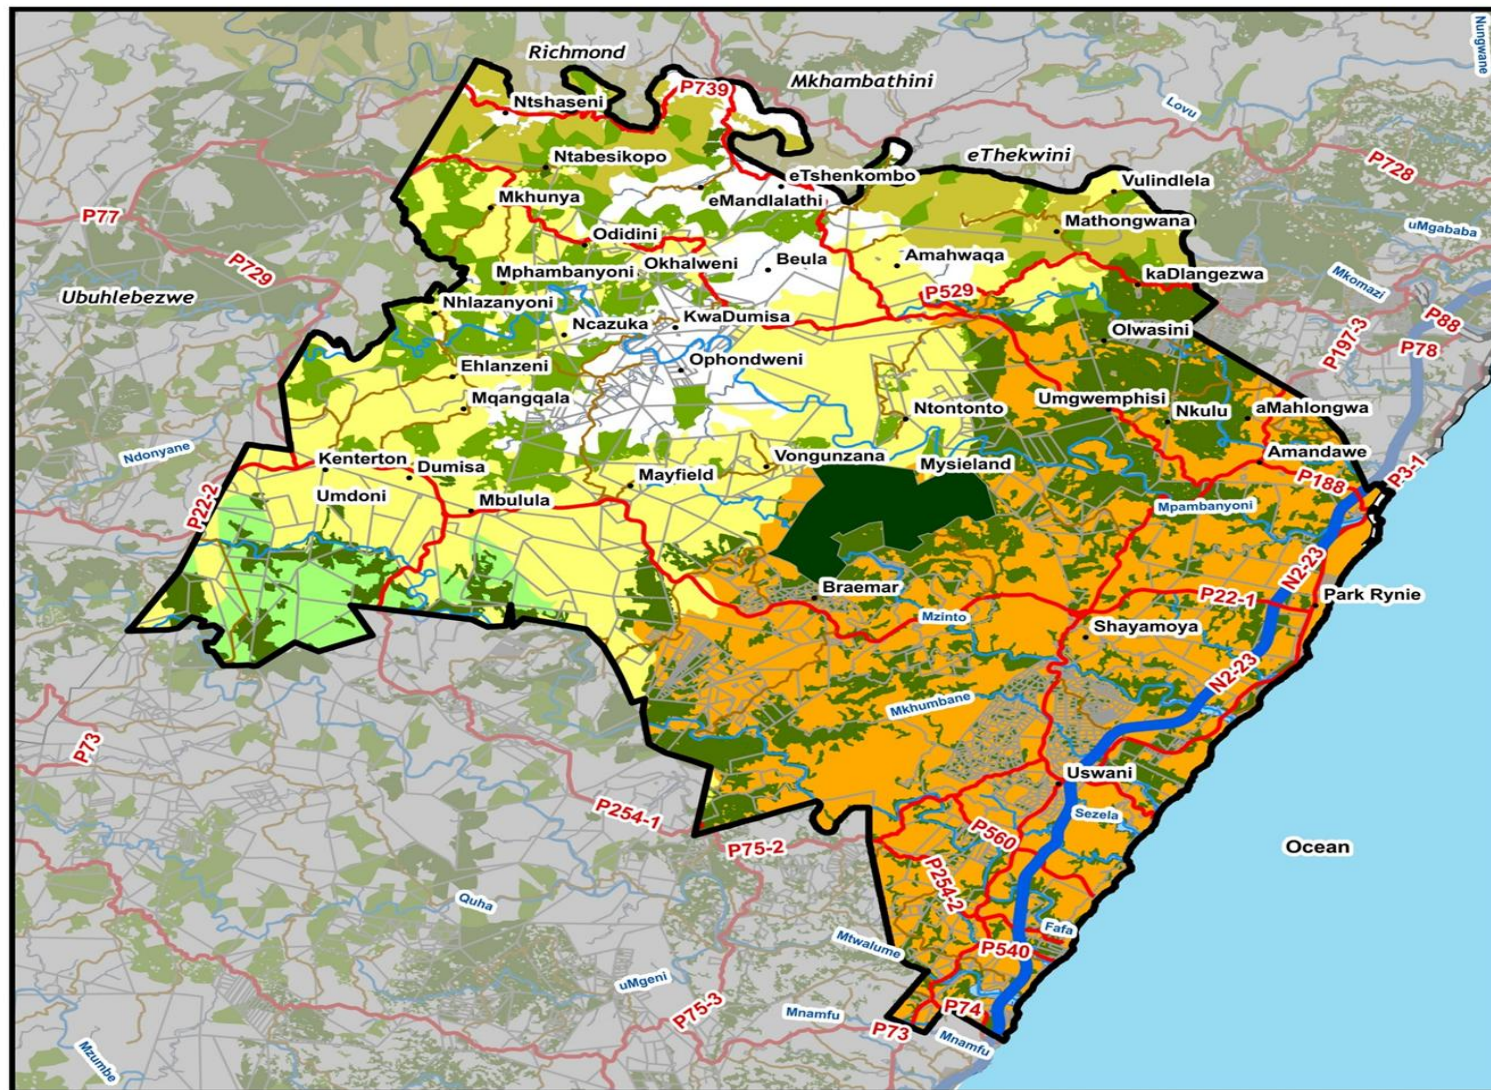 Richmond
Mkhambathini
Nungwane
P739
Ntshaseni
Lovu
eThekwini
P728
Ntabesikopo
eTshenkombo
Vulindlela
eMandlalathi
Mkhunya
P77
Mathongwana
uMgababa
Odidini
Okhalweni
Beula
Amahwaqa
P729
Mphambanyoni
kaDlangezwa
Mkomazi
Ubuhlebezwe
P529
Nhlazanyoni
KwaDumisa
P88
Ncazuka
Olwasini
P197-3
P78
Ehlanzeni
Ophondweni
Mqangqala
Umgwemphisi
Ntontonto
Nkulu
aMahlongwa
Ndonyane
Kenterton
Dumisa
Vongunzana
Mysieland
Amandawe
Mayfield
P188
P3-1
Umdoni
Mbulula
P22-2
Mpambanyoni
N2-23
Braemar
P22-1
Park Rynie
Mzinto
Shayamoya
N2-23
Mkhumbane
P73
Uswani
P254-1
Sezela
P560
P75-2
Ocean
P254-2
Quha
Fafa
Mtwalume
P540
uMgeni
P75-3
P74
Mnamfu
P73
Mnamfu
Mzumbe